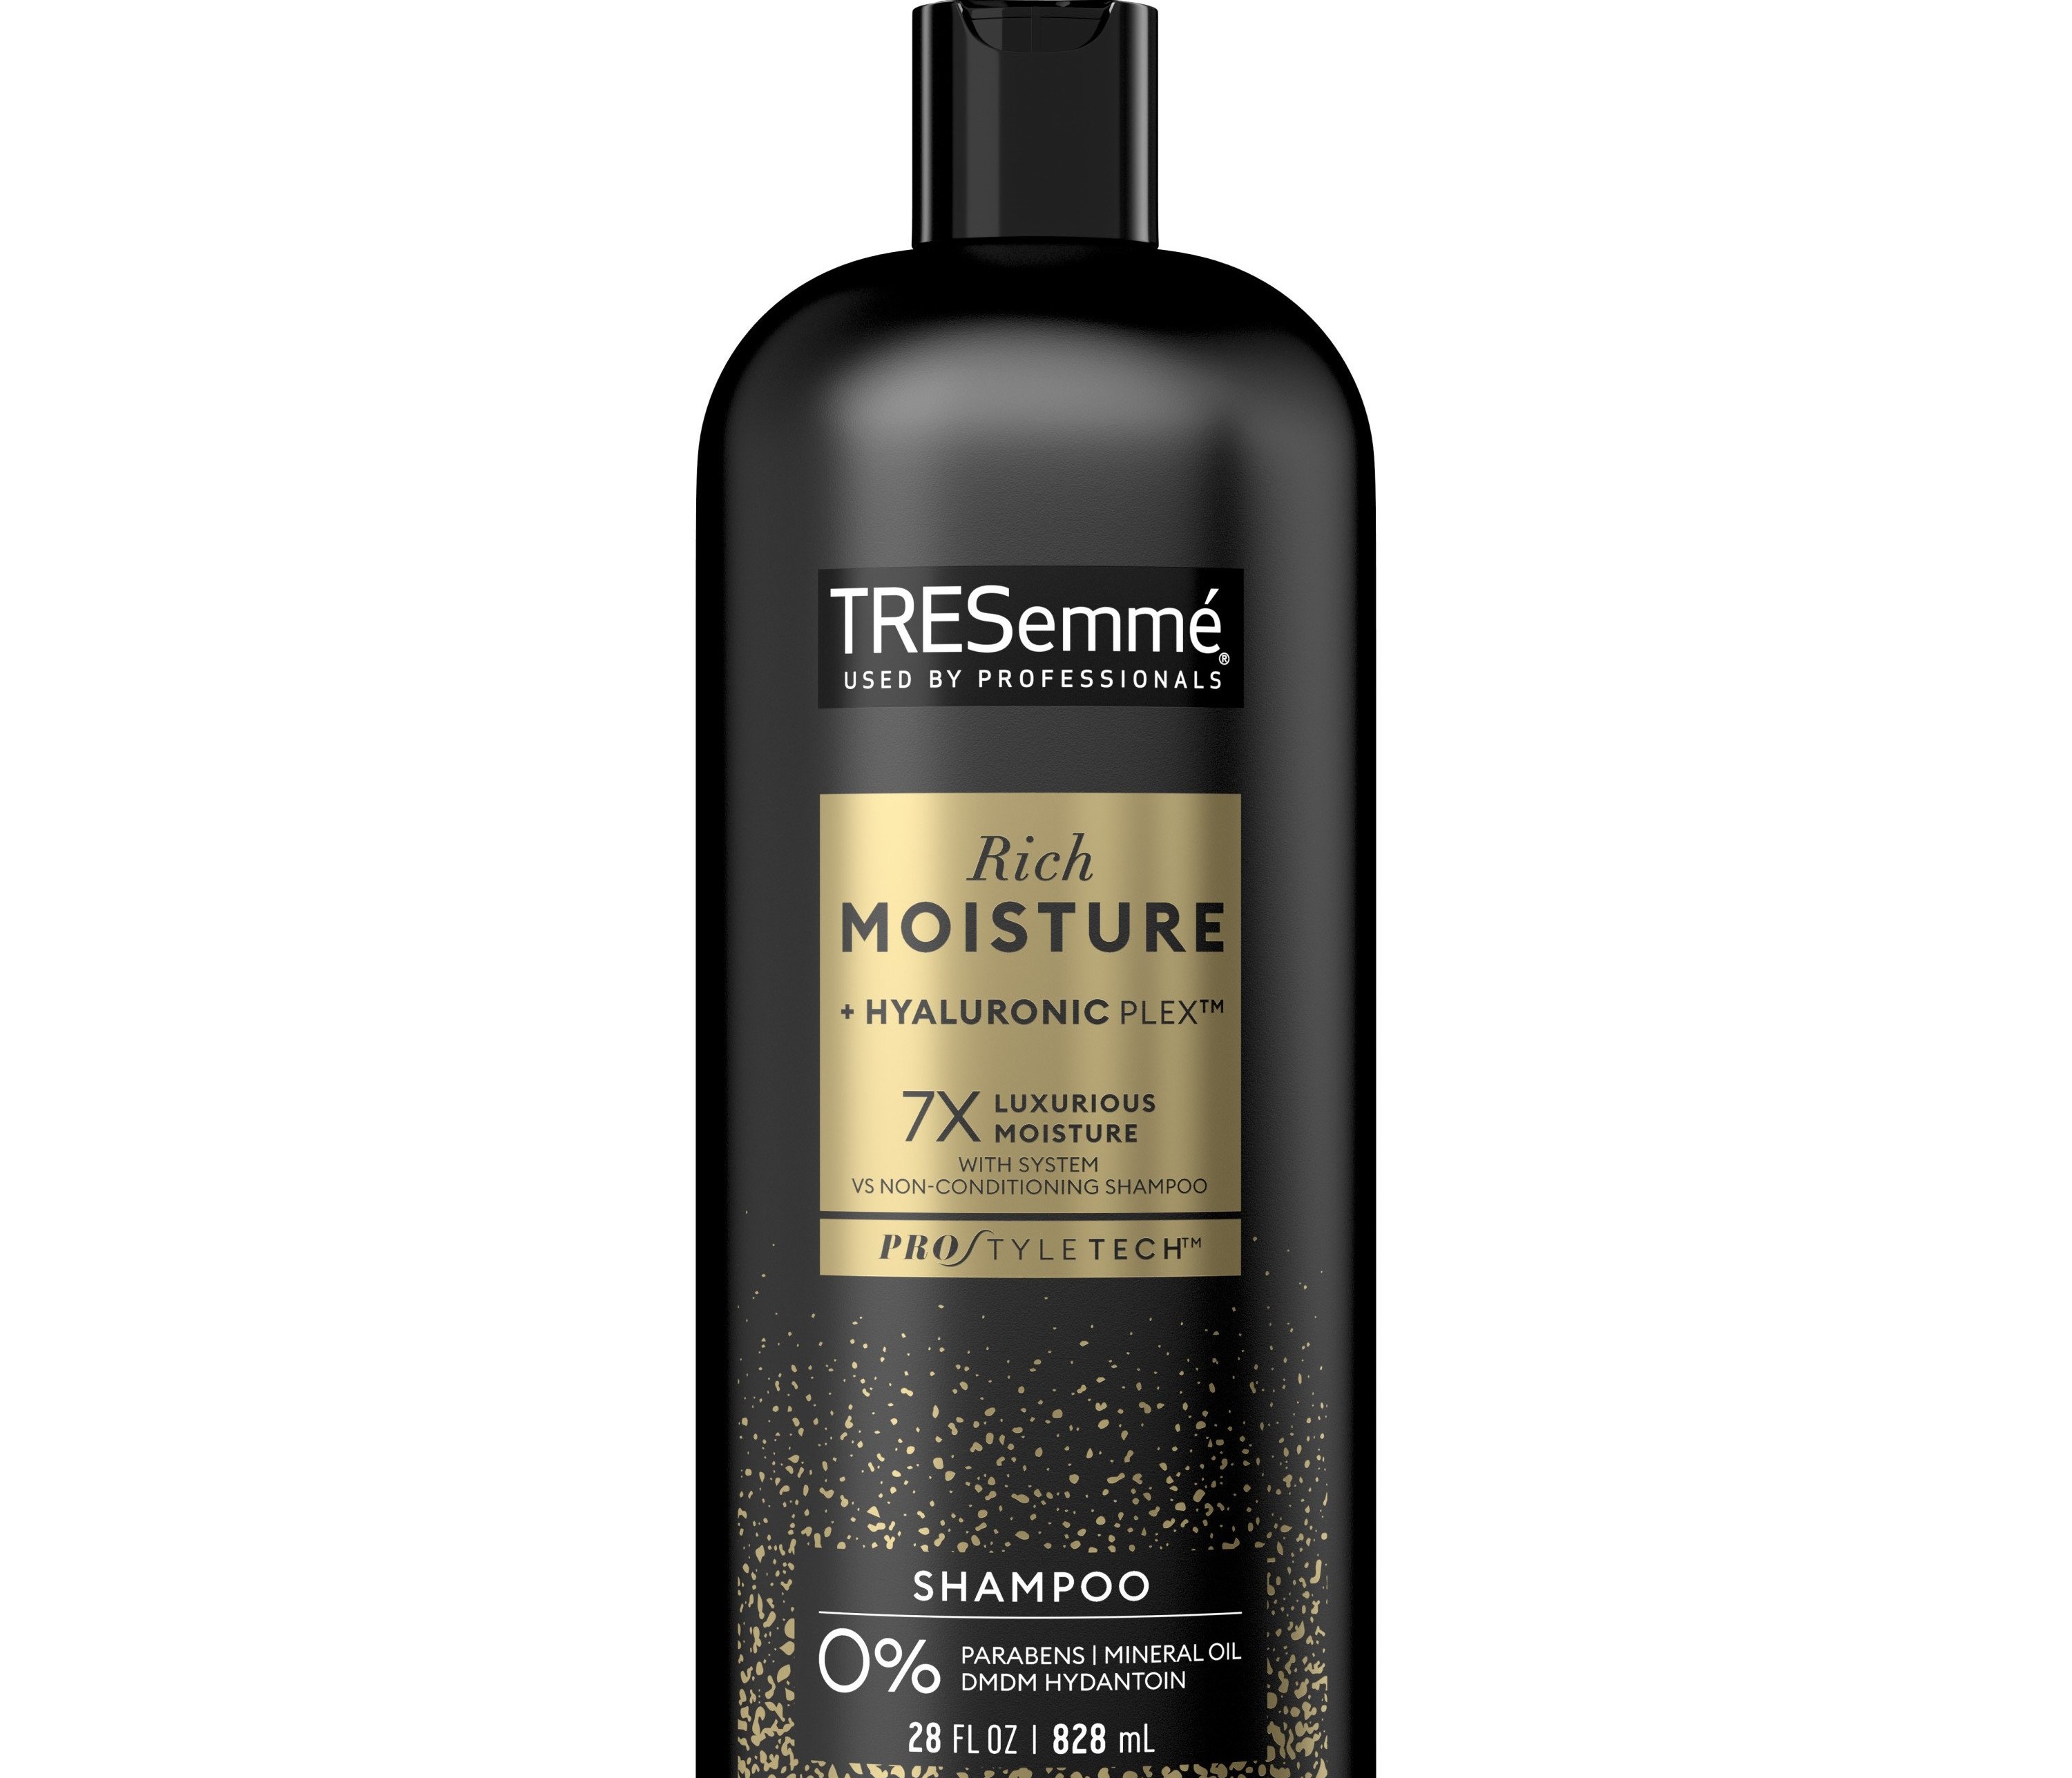 TRESemmé®
USED BY PROFESSIONALS
Rich
MOISTURE
+ HYALURONIC PLEX™
7X LUXURIOUS
MOISTURE
WITH SYSTEM
VS NON-CONDITIONING SHAMPOO
PROSTYLETECH™
SHAMPOO
0% PARABENS | MINERAL OIL
DMDM HYDANTOIN
28 FL OZ | 828 mL